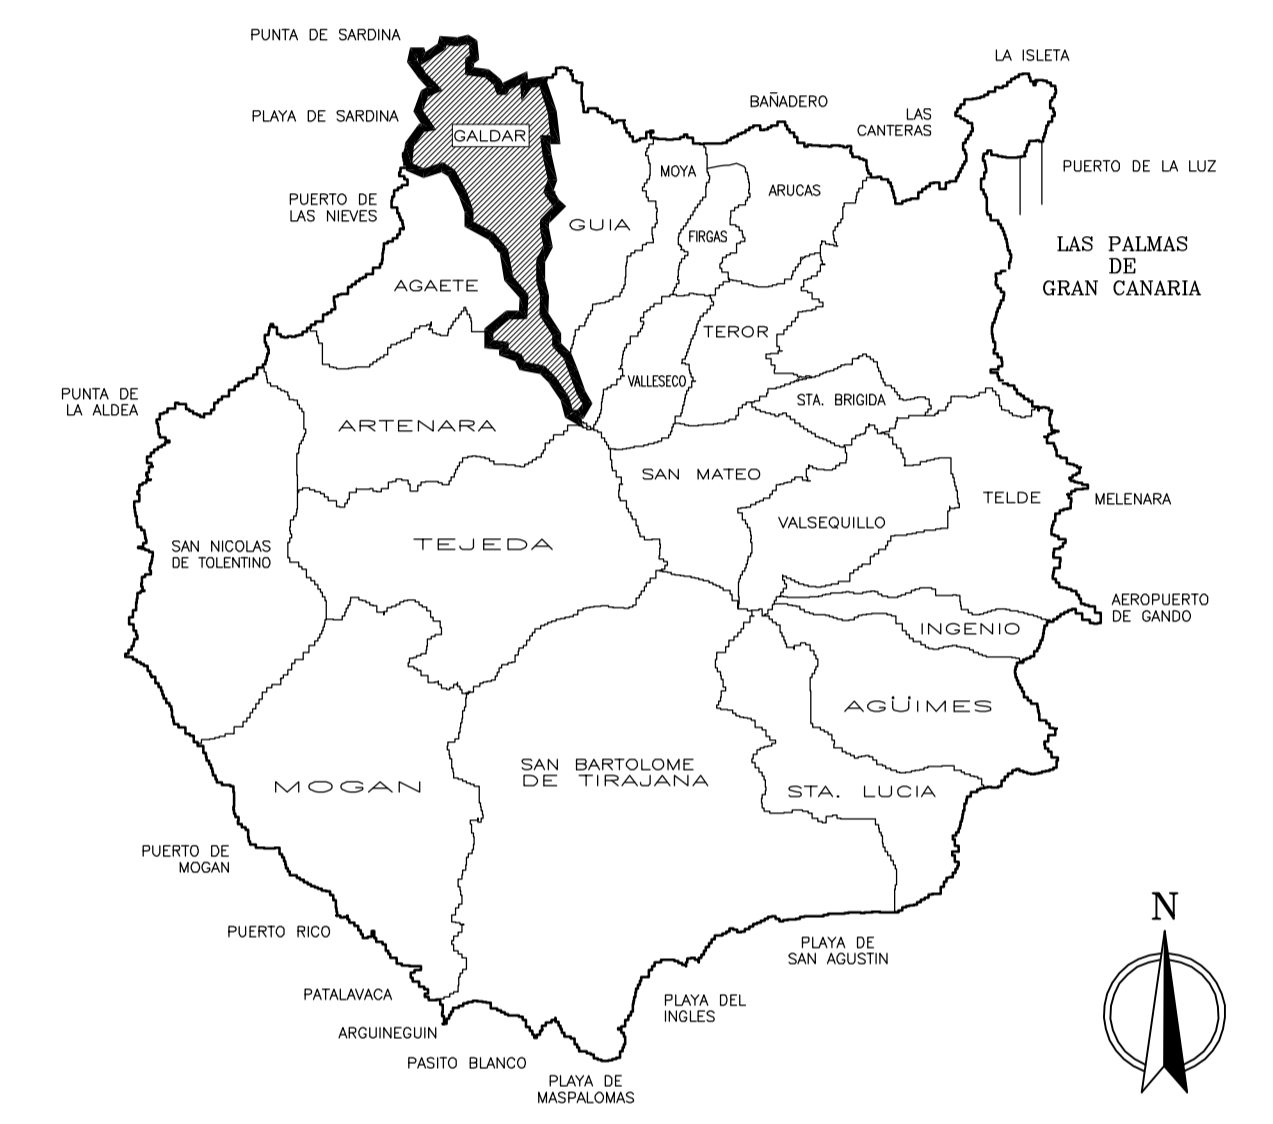 PUNTA DE SARDINA
LA ISLETA
BAÑADERO
PLAYA DE SARDINA
LAS
CANTERAS
GALDAR
PUERTO DE LA LUZ
MOYA
ARUCAS
PUERTO DE
LAS NIEVES
GUIA
FIRGAS
LAS PALMAS
DE
GRAN CANARIA
AGAETE
TEROR
VALLESECO
PUNTA DE
LA ALDEA
STA. BRIGIDA
ARTENARA
SAN MATEO
TELDE
MELENARA
VALSEQUILLO
SAN NICOLAS
DE TOLENTINO
TEJEDA
AEROPUERTO
DE GANDO
INGENIO
AGÜIMES
SAN BARTOLOME
DE TIRAJANA
MOGAN
STA. LUCIA
PUERTO DE
MOGAN
N
PUERTO RICO
PLAYA DE
SAN AGUSTIN
PATALAVACA
PLAYA DEL
INGLES
ARGUINEGUIN
PASITO BLANCO
PLAYA DE
MASPALOMAS